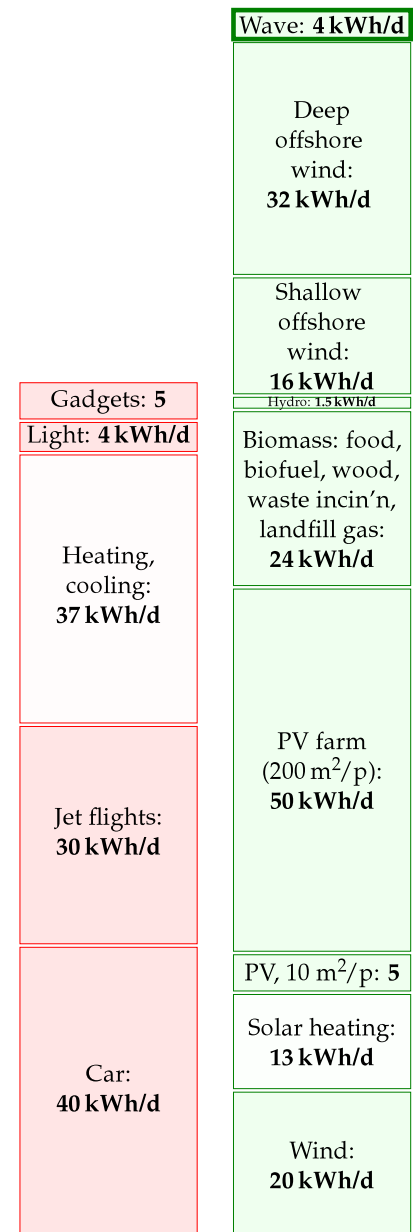 Gadgets: 5
Light: 4 kWh/d
Heating,
cooling:
37 kWh/d
Jet flights:
30 kWh/d
Car:
40 kWh/d
Wave: 4 kWh/d
Deep
offshore
wind:
32 kWh/d
Shallow
offshore
wind:
16 kWh/d
Hydro: 1.5 kWh/d
Biomass: food,
biofuel, wood,
waste incin’n,
landfill gas:
24 kWh/d
PV farm
(200 m²/p):
50 kWh/d
PV, 10 m²/p: 5
Solar heating:
13 kWh/d
Wind:
20 kWh/d